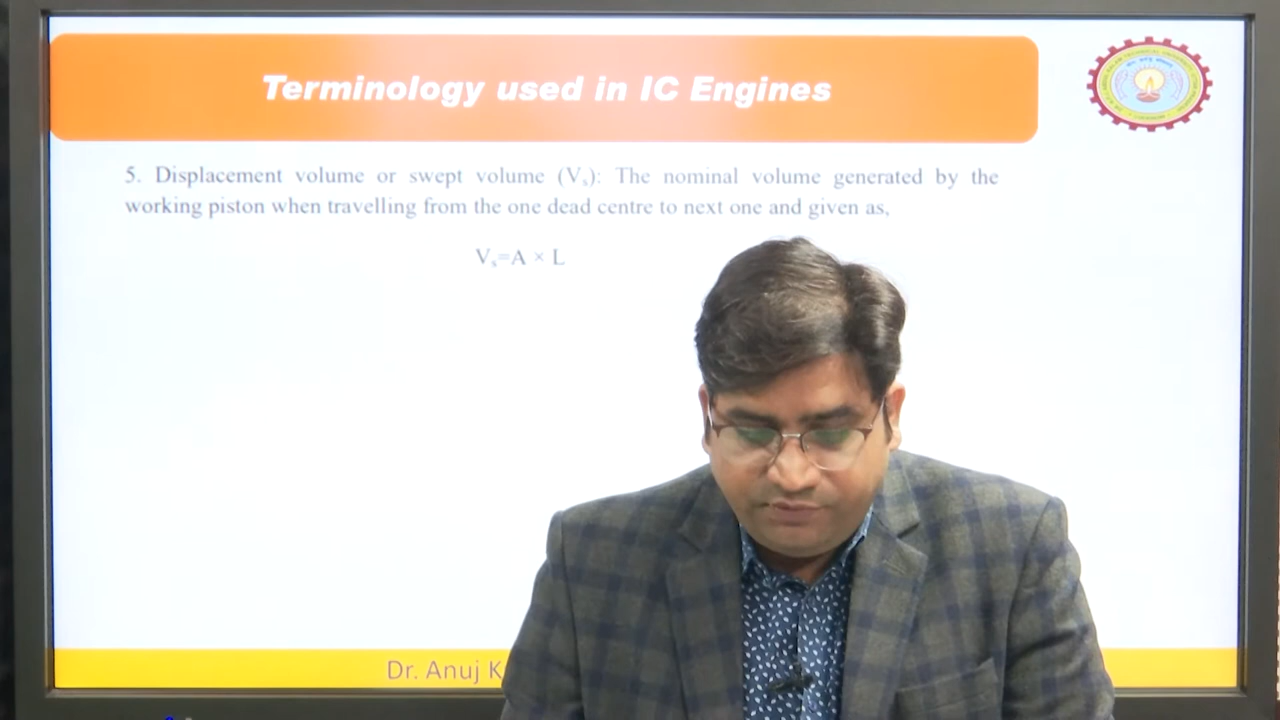 Terminology used in IC Engines
5. Displacement volume or swept volume (Vₛ): The nominal volume generated by the
working piston when travelling from the one dead centre to next one and given as,
Vₛ=A × L
Dr. Anuj K